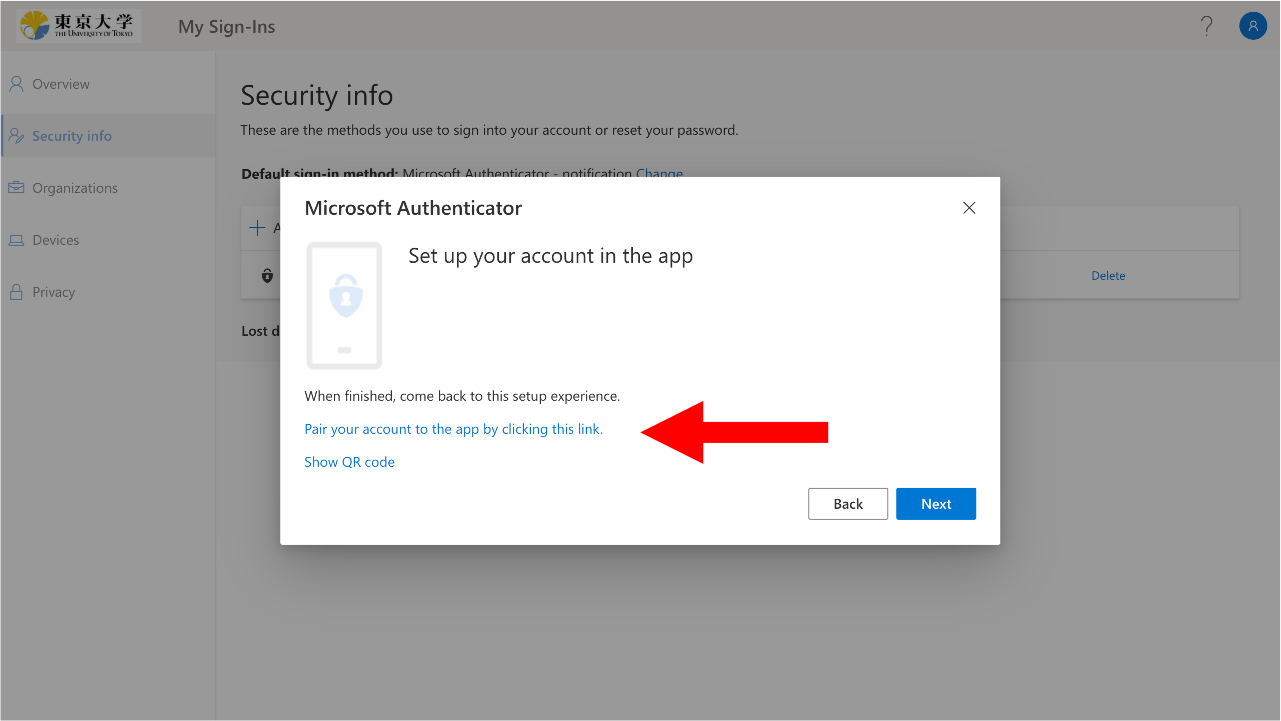 東京大学
THE UNIVERSITY OF TOKYO
My Sign-Ins
Overview
Security info
Organizations
Devices
Privacy
Security info
These are the methods you use to sign into your account or reset your password.
Default sign-in method: Microsoft Authenticator - notification Change
Delete
Lost d
Microsoft Authenticator
Set up your account in the app
When finished, come back to this setup experience.
Pair your account to the app by clicking this link.
Show QR code
Back
Next